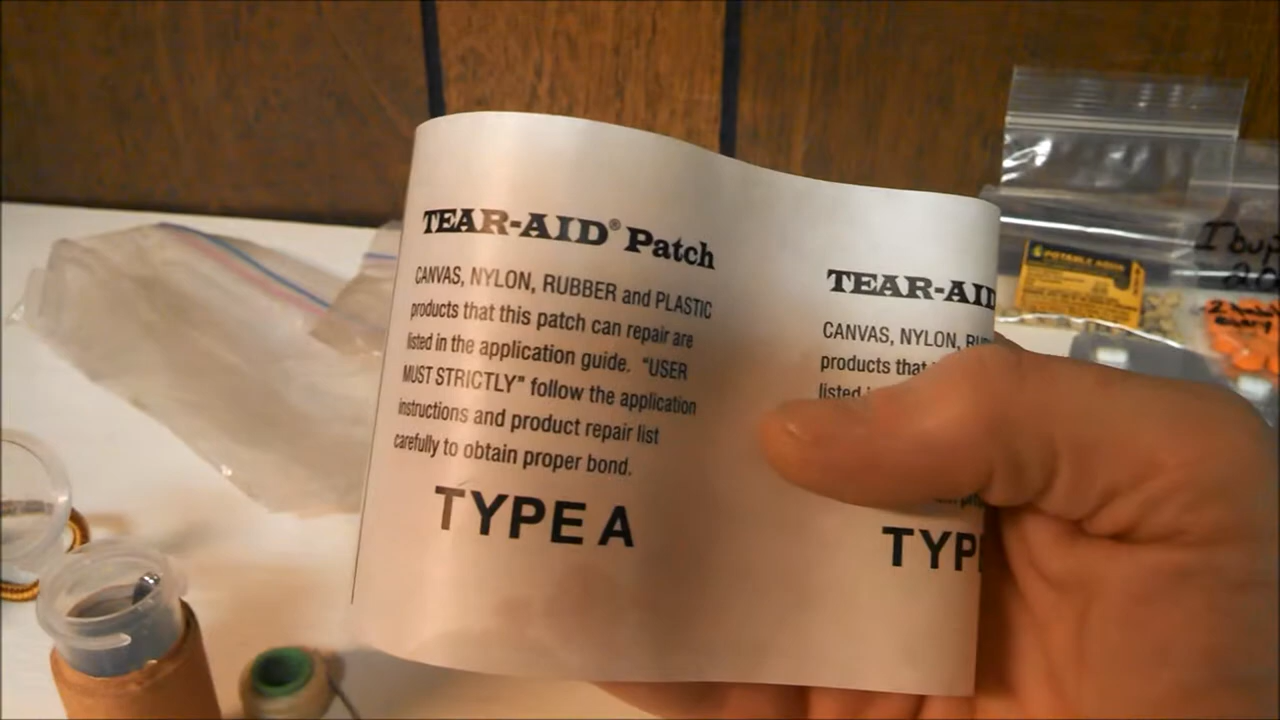 TEAR-AID® Patch
CANVAS, NYLON, RUBBER and PLASTIC
products that this patch can repair are
listed in the application guide. "USER
MUST STRICTLY" follow the application
instructions and product repair list
carefully to obtain proper bond.
TYPE A
TEAR-AID
CANVAS, NYLON,
products that
listed
TYP
POTABLE AQUA